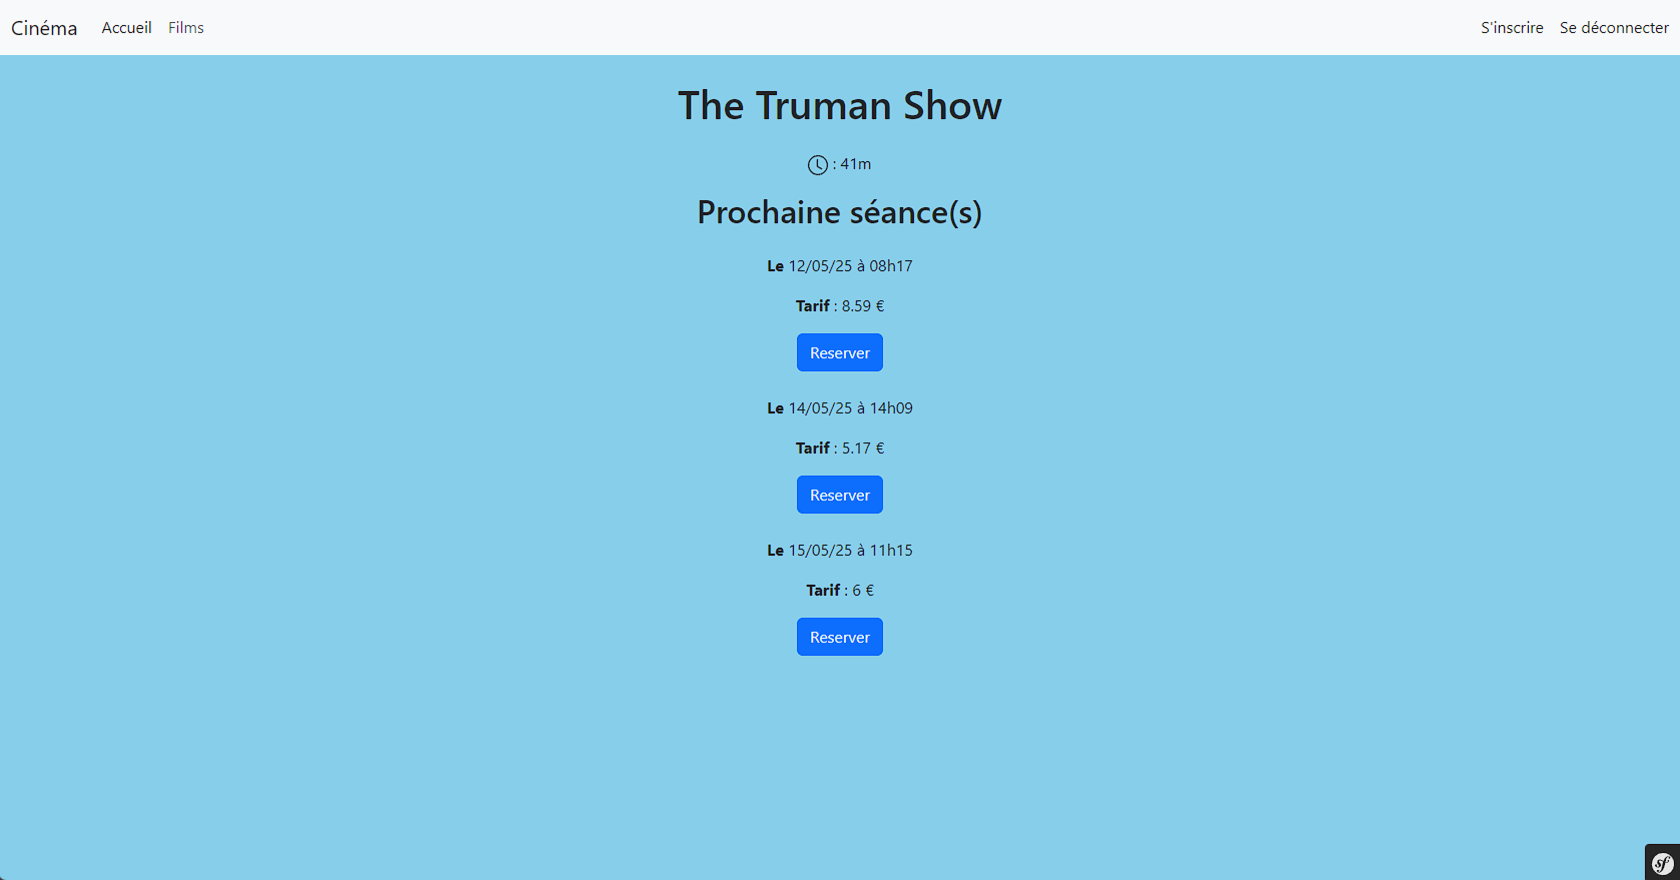 Cinéma Accueil Films S'inscrire Se déconnecter
The Truman Show
: 41m
Prochaine séance(s)
Le 12/05/25 à 08h17
Tarif : 8.59 €
Reserver
Le 14/05/25 à 14h09
Tarif : 5.17 €
Reserver
Le 15/05/25 à 11h15
Tarif : 6 €
Reserver
sf